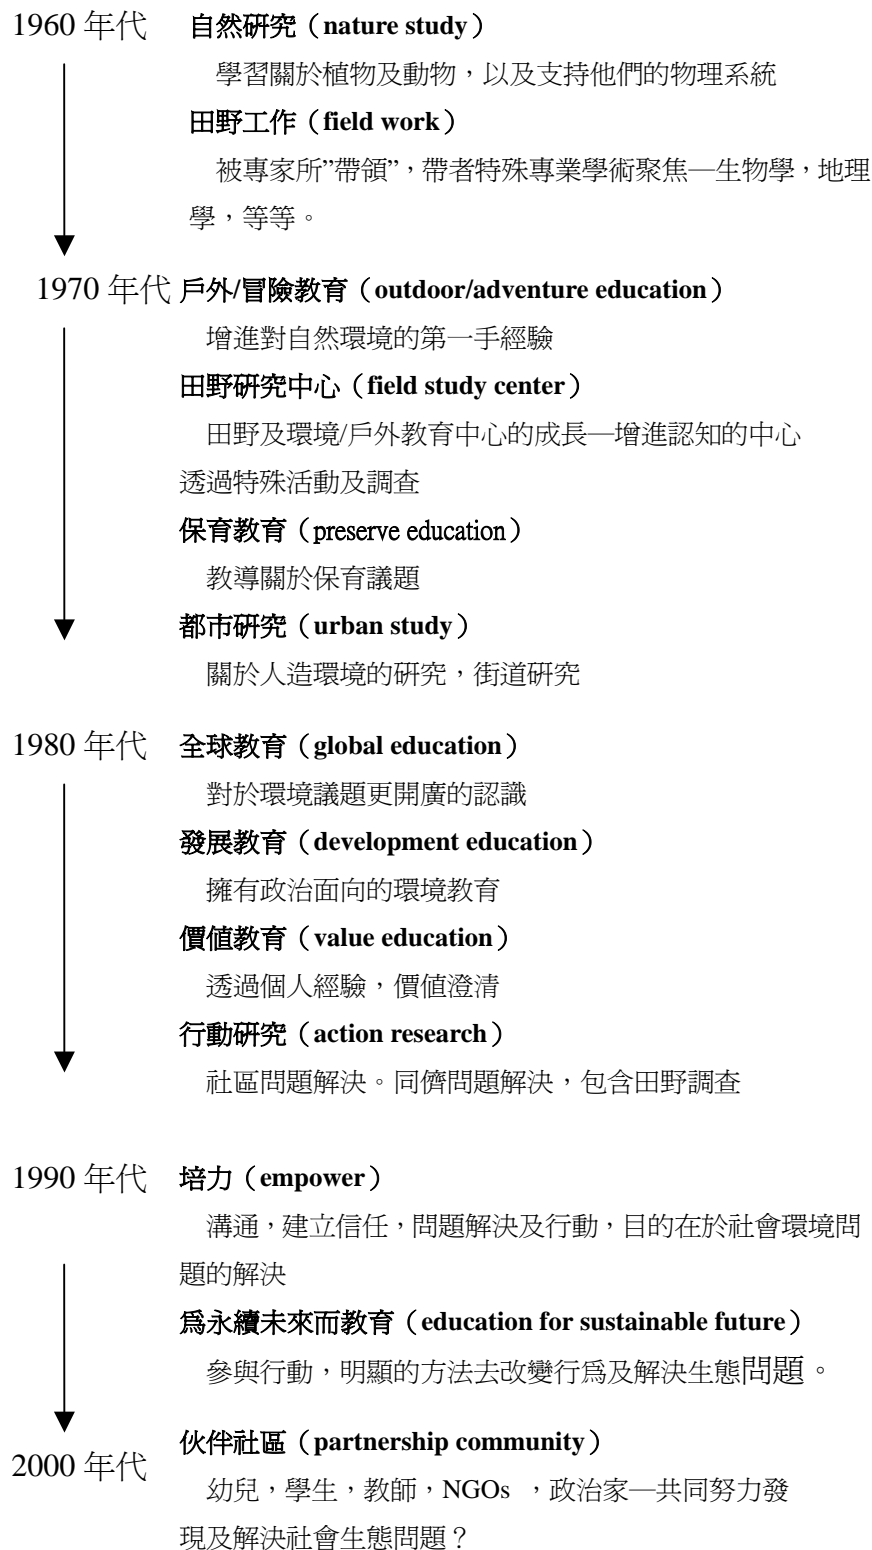 1960 年代 自然研究（nature study）
學習關於植物及動物，以及支持他們的物理系統
田野工作（field work）
被專家所”帶領”，帶者特殊專業學術聚焦—生物學，地理
學，等等。
1970 年代 戶外/冒險教育（outdoor/adventure education）
增進對自然環境的第一手經驗
田野研究中心（field study center）
田野及環境/戶外教育中心的成長—增進認知的中心
透過特殊活動及調查
保育教育（preserve education）
教導關於保育議題
都市研究（urban study）
關於人造環境的研究，街道研究
1980 年代 全球教育（global education）
對於環境議題更開廣的認識
發展教育（development education）
擁有政治面向的環境教育
價值教育（value education）
透過個人經驗，價值澄清
行動研究（action research）
社區問題解決。同儕問題解決，包含田野調查
1990 年代 培力（empower）
溝通，建立信任，問題解決及行動，目的在於社會環境問
題的解決
為永續未來而教育（education for sustainable future）
參與行動，明顯的方法去改變行為及解決生態問題。
2000 年代 伙伴社區（partnership community）
幼兒，學生，教師，NGOs ，政治家—共同努力發
現及解決社會生態問題？